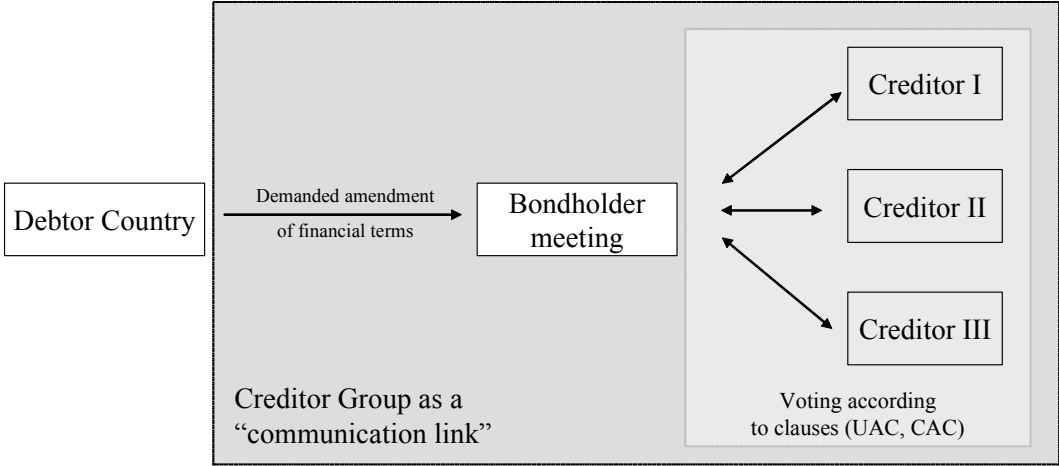 Debtor Country
Demanded amendment
of financial terms
Bondholder
meeting
Creditor I
Creditor II
Creditor III
Voting according
to clauses (UAC, CAC)
Creditor Group as a
“communication link”